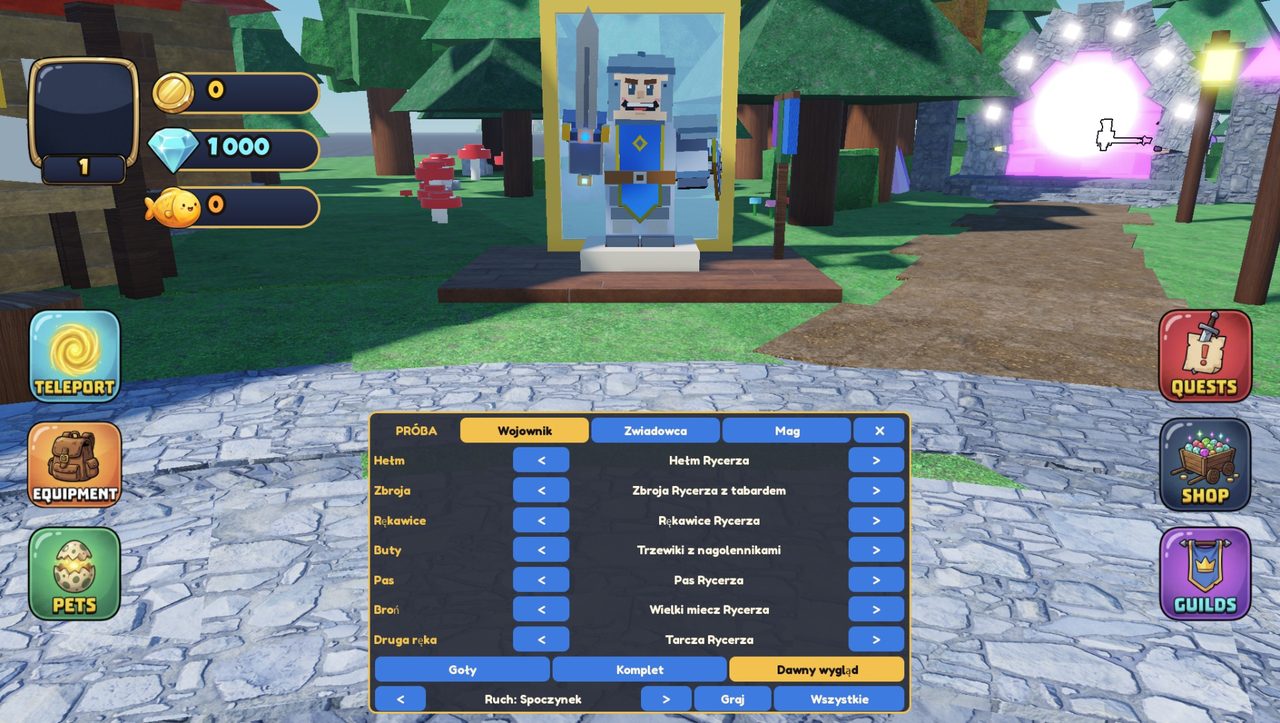 0
1000
1
0
TELEPORT
QUESTS
EQUIPMENT
SHOP
PETS
GUILDS
PRÓBA Wojownik Zwiadowca Mag X
Hełm < Hełm Rycerza >
Zbroja < Zbroja Rycerza z tabardem >
Rękawice < Rękawice Rycerza >
Buty < Trzewiki z nagolennikami >
Pas < Pas Rycerza >
Broń < Wielki miecz Rycerza >
Druga ręka < Tarcza Rycerza >
Goły Komplet Dawny wygląd
< Ruch: Spoczynek > Graj Wszystkie